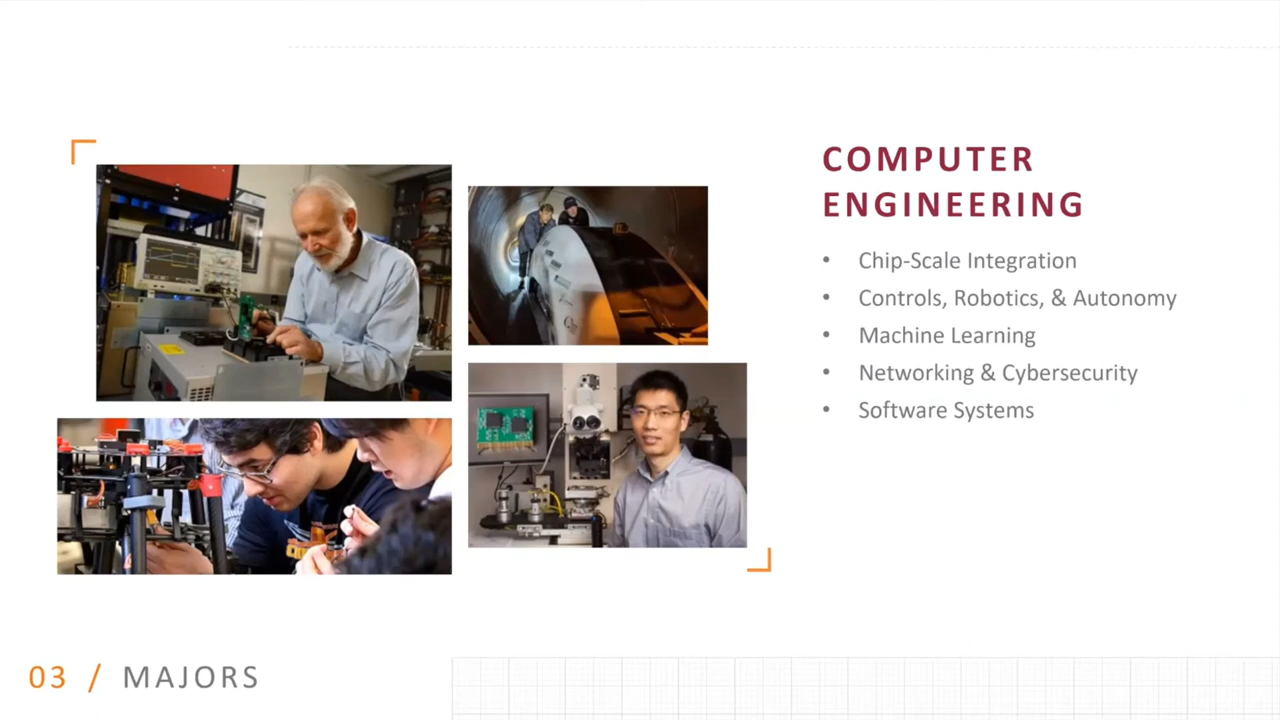 COMPUTER
ENGINEERING
• Chip-Scale Integration
• Controls, Robotics, & Autonomy
• Machine Learning
• Networking & Cybersecurity
• Software Systems
03 / MAJORS